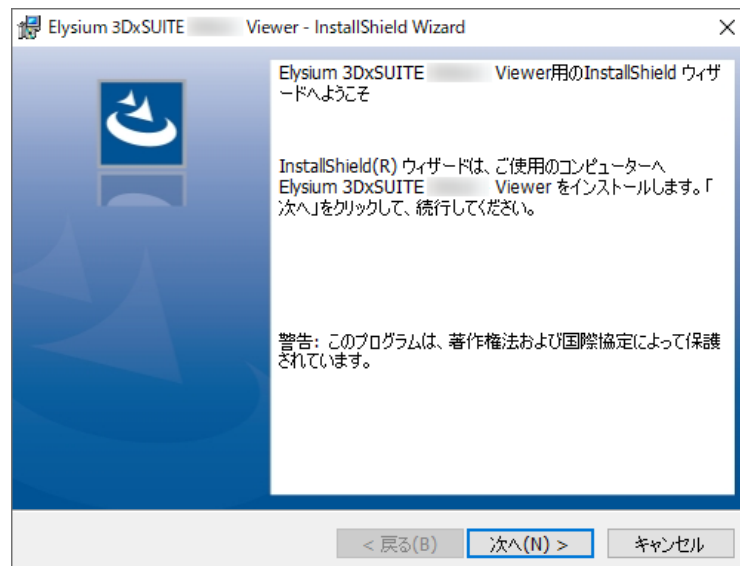 Elysium 3DxSUITE Viewer - InstallShield Wizard
Elysium 3DxSUITE Viewer用のInstallShield ウィザ
ードへようこそ
InstallShield(R) ウィザードは、ご使用のコンピューターへ
Elysium 3DxSUITE Viewer をインストールします。「
次へ」をクリックして、続行してください。
警告: このプログラムは、著作権法および国際協定によって保護
されています。
< 戻る(B)
次へ(N) >
キャンセル